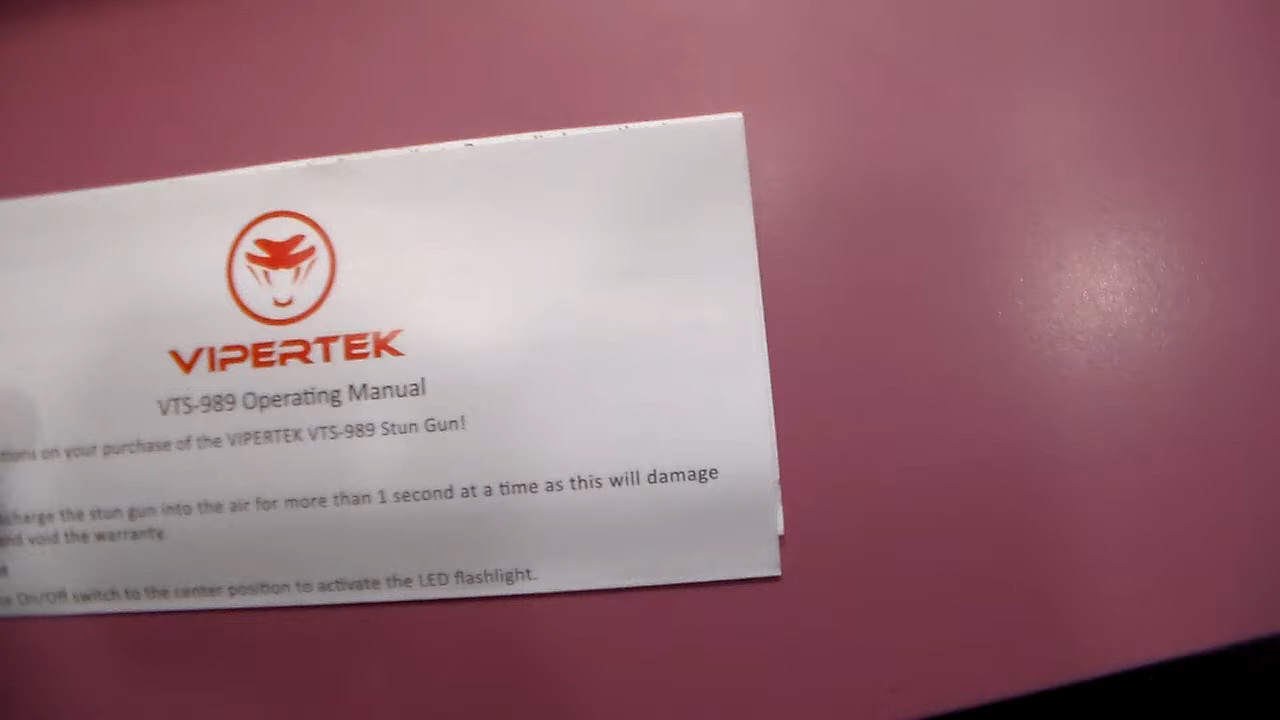 VIPERTEK
VTS-989 Operating Manual
tions on your purchase of the VIPERTEK VTS-989 Stun Gun!
scharge the stun gun into the air for more than 1 second at a time as this will damage
and void the warranty
On/Off switch to the center position to activate the LED flashlight.